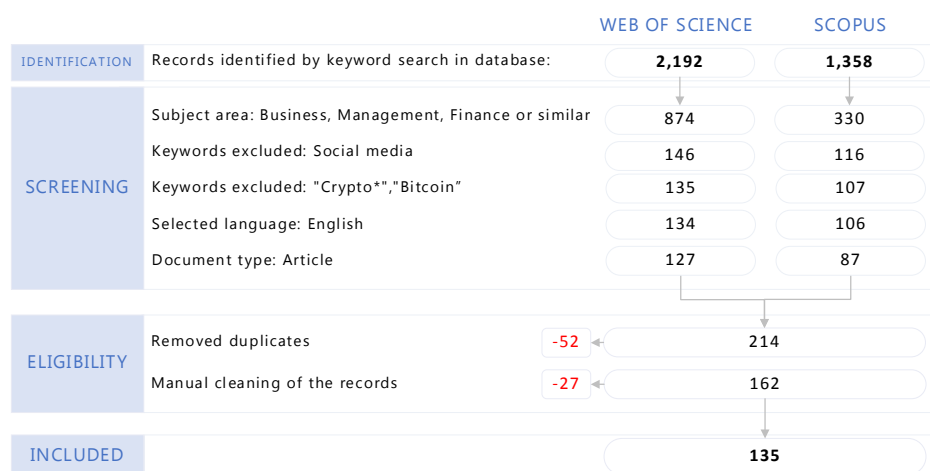 WEB OF SCIENCE SCOPUS
IDENTIFICATION Records identified by keyword search in database: 2,192 1,358
Subject area: Business, Management, Finance or similar 874 330
Keywords excluded: Social media 146 116
SCREENING Keywords excluded: "Crypto*","Bitcoin” 135 107
Selected language: English 134 106
Document type: Article 127 87
Removed duplicates -52 214
ELIGIBILITY
Manual cleaning of the records -27 162
INCLUDED 135